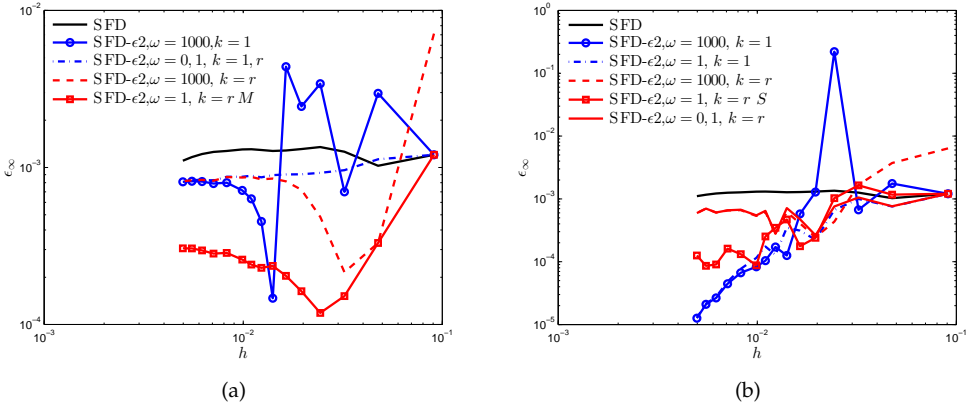 (a)
10⁻²
SFD
SFD-ϵ2,ω = 1000,k = 1
SFD-ϵ2,ω = 0, 1, k = 1, r
SFD-ϵ2,ω = 1000, k = r
SFD-ϵ2,ω = 1, k = r M
ϵ∞
10⁻³
10⁻⁴
10⁻³
10⁻²
10⁻¹
h
(a)
(b)
10⁰
SFD
SFD-ϵ2,ω = 1000, k = 1
SFD-ϵ2,ω = 1, k = 1
SFD-ϵ2,ω = 1000, k = r
SFD-ϵ2,ω = 1, k = r S
SFD-ϵ2,ω = 0, 1, k = r
10⁻¹
10⁻²
ϵ∞
10⁻³
10⁻⁴
10⁻⁵
10⁻³
10⁻²
10⁻¹
h
(b)